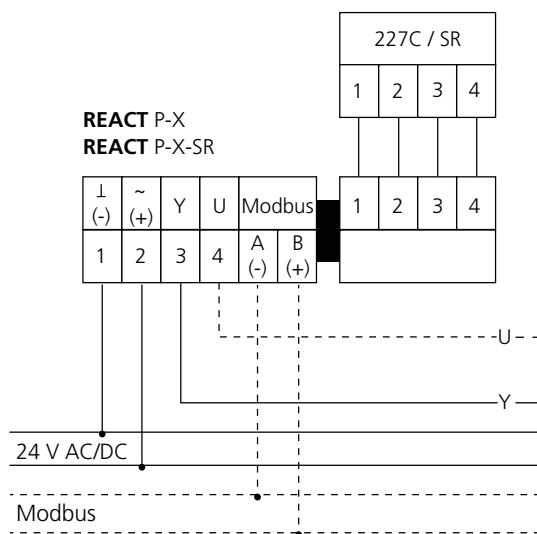 227C / SR
1 2 3 4
REACT P-X
REACT P-X-SR
⊥ ~ Y U Modbus 1 2 3 4
(-) (+)
1 2 3 4 A B
(-) (+)
U
Y
24 V AC/DC
Modbus